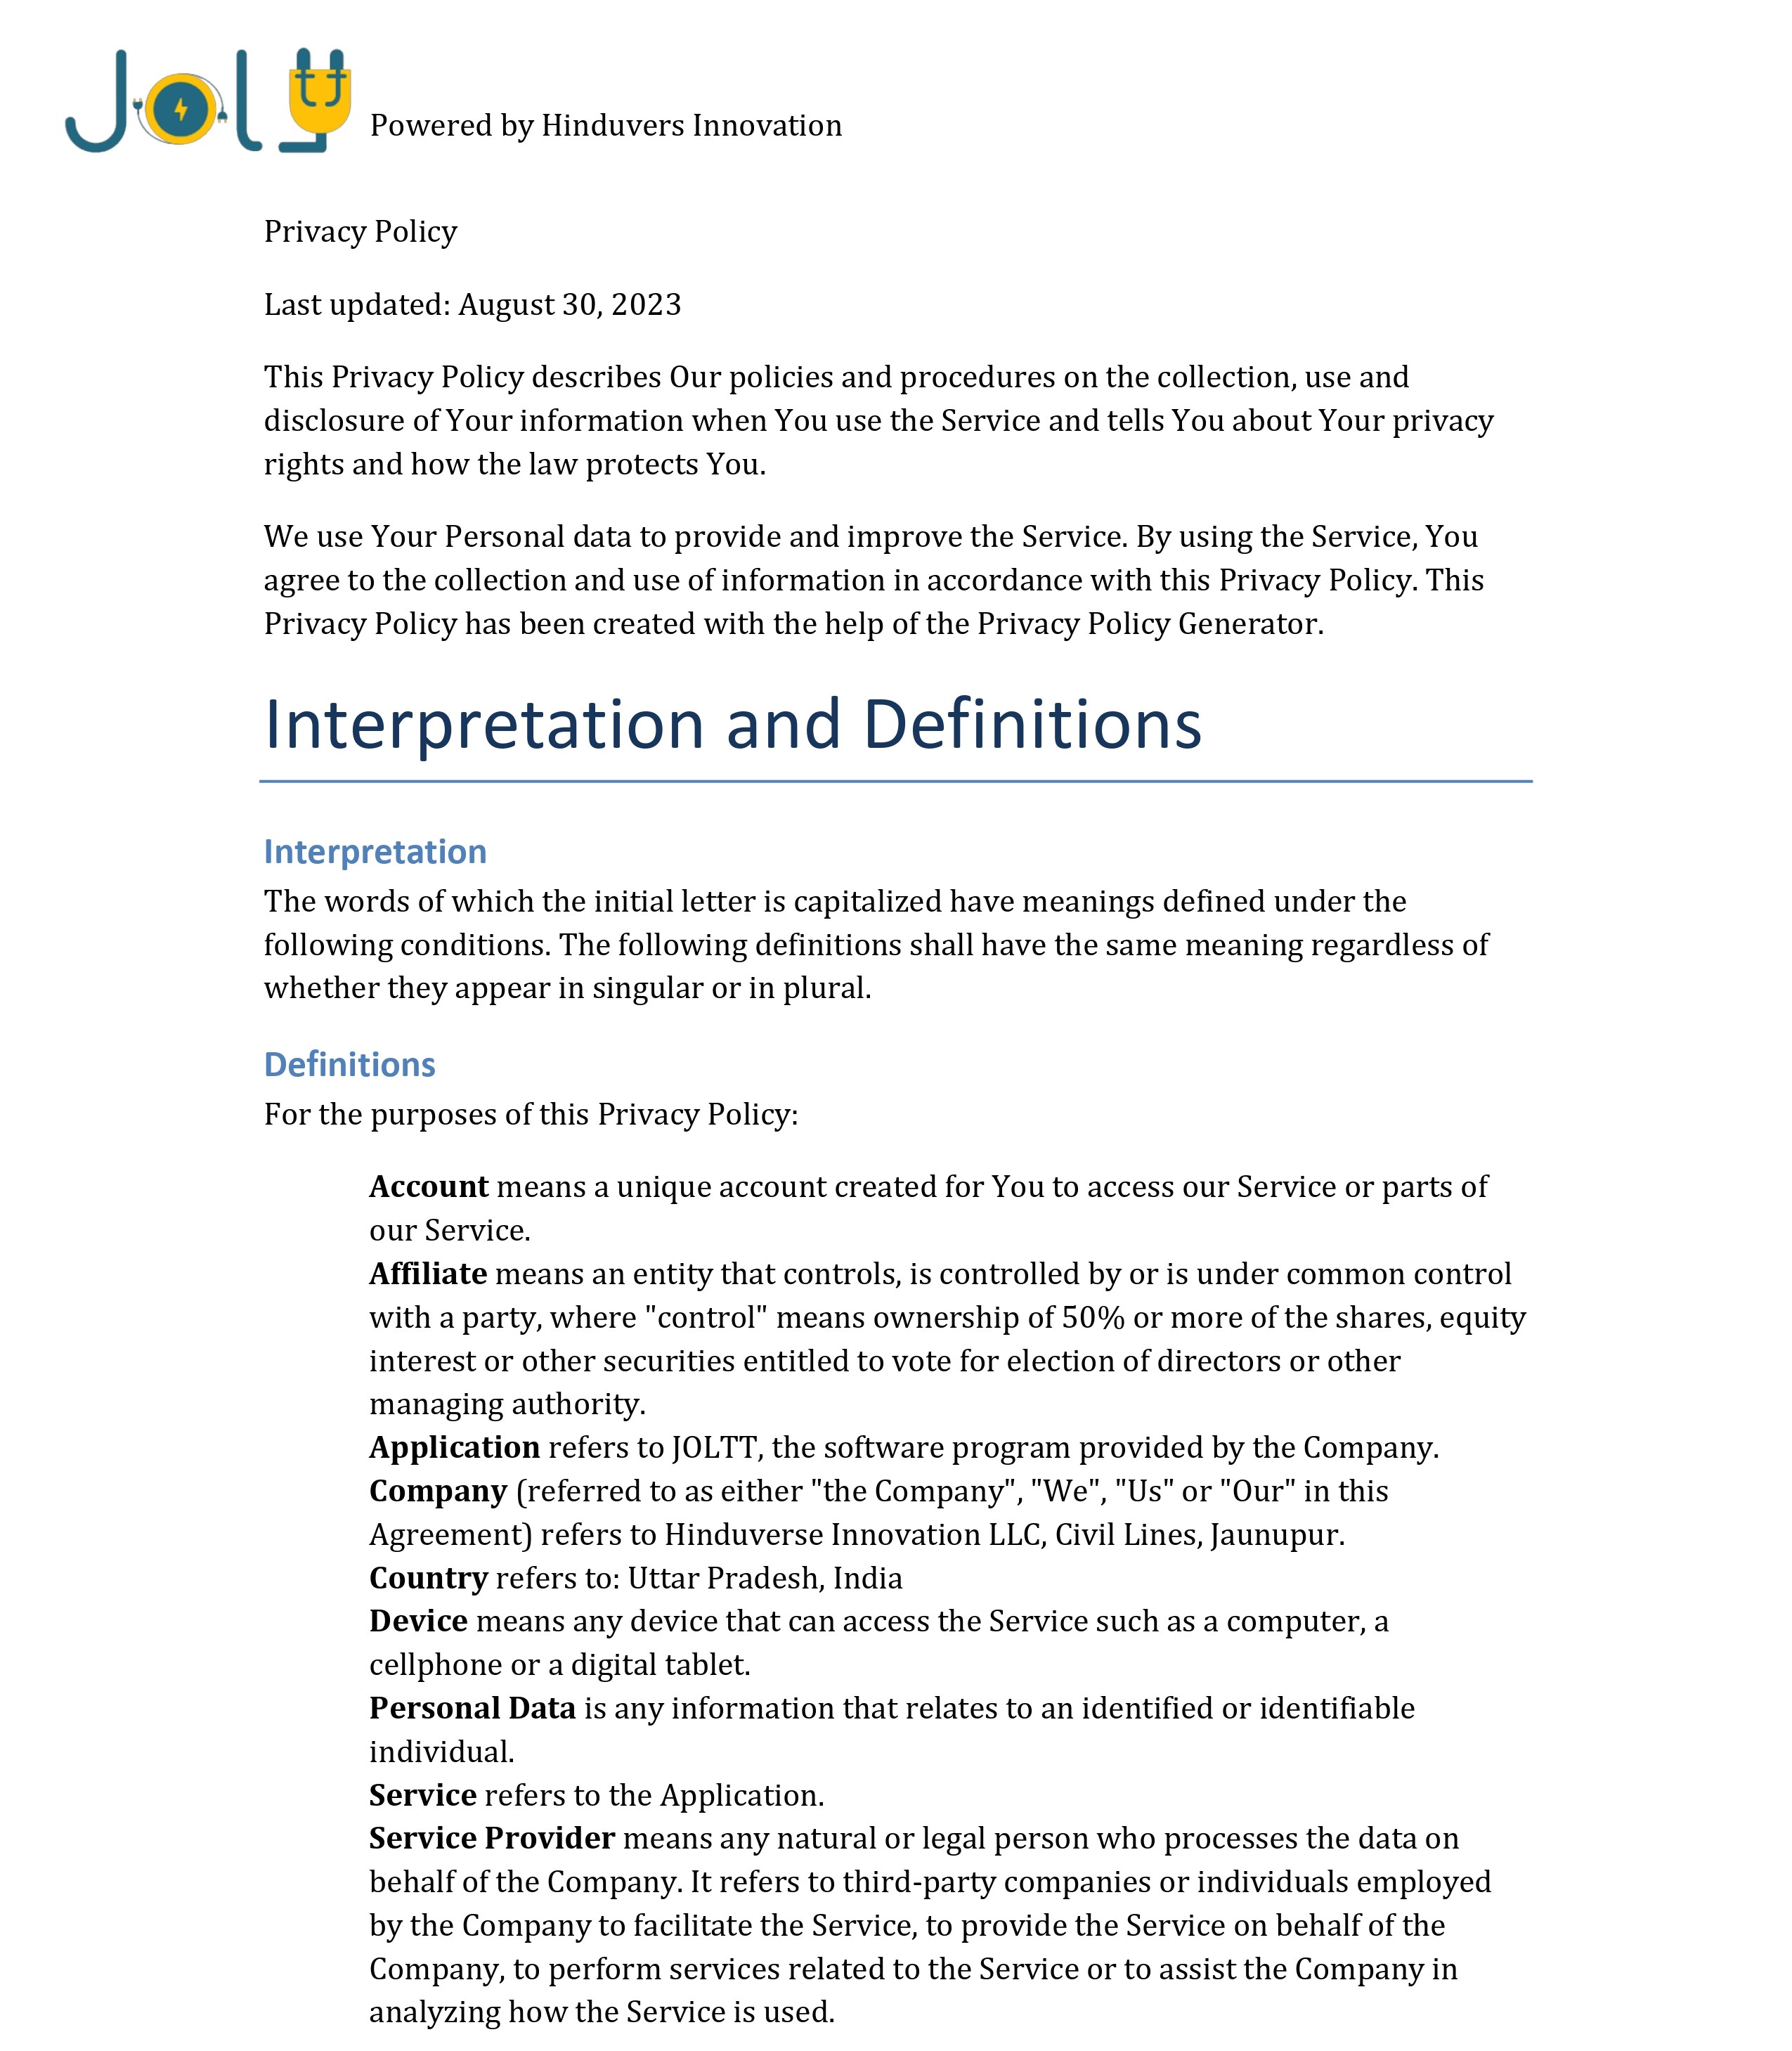 Joltt Powered by Hinduvers Innovation
Privacy Policy
Last updated: August 30, 2023
This Privacy Policy describes Our policies and procedures on the collection, use and
disclosure of Your information when You use the Service and tells You about Your privacy
rights and how the law protects You.
We use Your Personal data to provide and improve the Service. By using the Service, You
agree to the collection and use of information in accordance with this Privacy Policy. This
Privacy Policy has been created with the help of the Privacy Policy Generator.
Interpretation and Definitions
Interpretation
The words of which the initial letter is capitalized have meanings defined under the
following conditions. The following definitions shall have the same meaning regardless of
whether they appear in singular or in plural.
Definitions
For the purposes of this Privacy Policy:
Account means a unique account created for You to access our Service or parts of
our Service.
Affiliate means an entity that controls, is controlled by or is under common control
with a party, where "control" means ownership of 50% or more of the shares, equity
interest or other securities entitled to vote for election of directors or other
managing authority.
Application refers to JOLTT, the software program provided by the Company.
Company (referred to as either "the Company", "We", "Us" or "Our" in this
Agreement) refers to Hinduverse Innovation LLC, Civil Lines, Jaunupur.
Country refers to: Uttar Pradesh, India
Device means any device that can access the Service such as a computer, a
cellphone or a digital tablet.
Personal Data is any information that relates to an identified or identifiable
individual.
Service refers to the Application.
Service Provider means any natural or legal person who processes the data on
behalf of the Company. It refers to third-party companies or individuals employed
by the Company to facilitate the Service, to provide the Service on behalf of the
Company, to perform services related to the Service or to assist the Company in
analyzing how the Service is used.